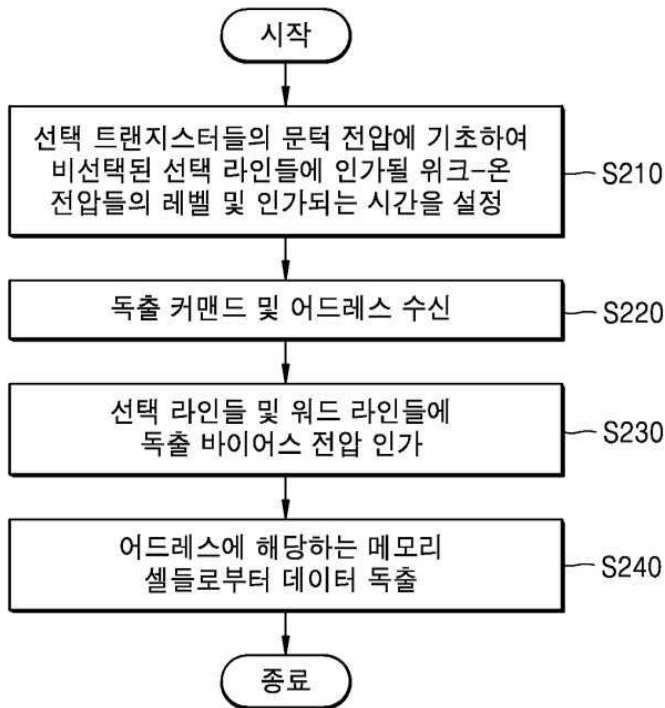 시작
선택 트랜지스터들의 문턱 전압에 기초하여
비선택된 선택 라인들에 인가될 위크-온
전압들의 레벨 및 인가되는 시간을 설정
S210
독출 커맨드 및 어드레스 수신
S220
선택 라인들 및 워드 라인들에
독출 바이어스 전압 인가
S230
어드레스에 해당하는 메모리
셀들로부터 데이터 독출
S240
종료